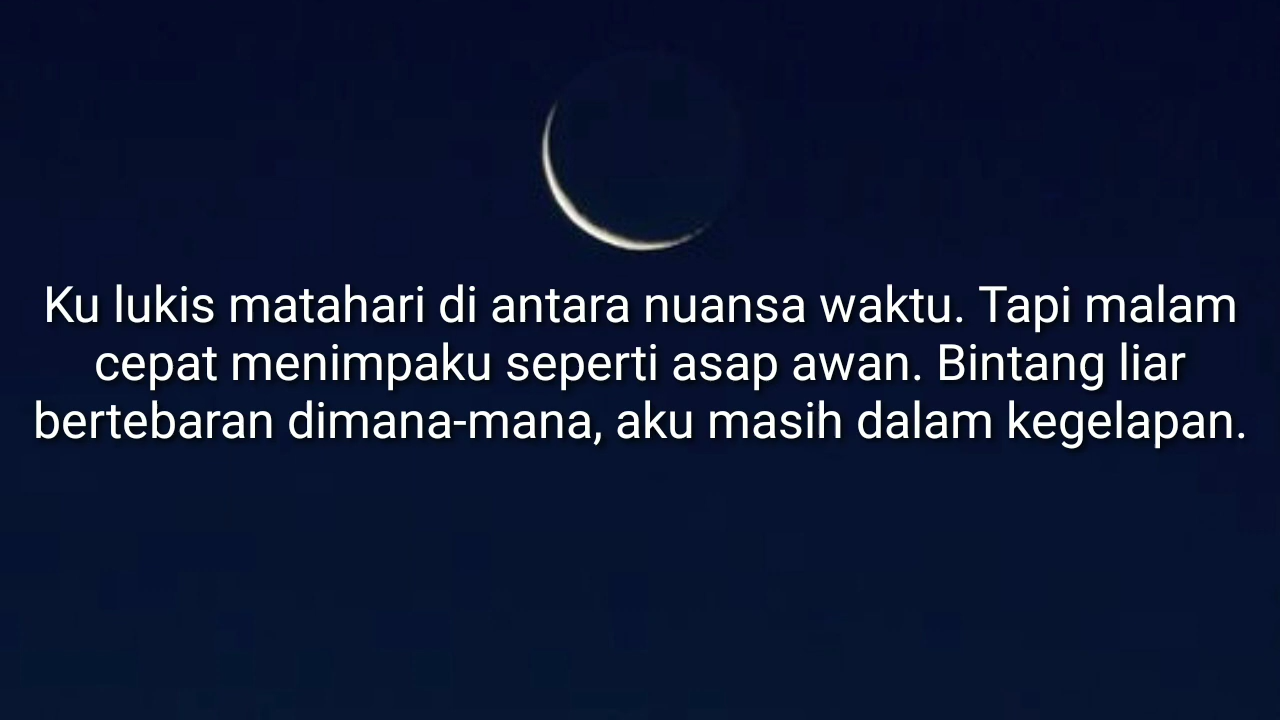 Ku lukis matahari di antara nuansa waktu. Tapi malam
cepat menimpaku seperti asap awan. Bintang liar
bertebaran dimana-mana, aku masih dalam kegelapan.